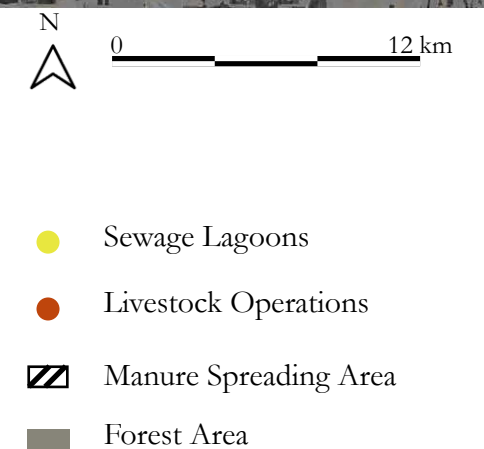 N
0 12 km
Sewage Lagoons
Livestock Operations
Manure Spreading Area
Forest Area